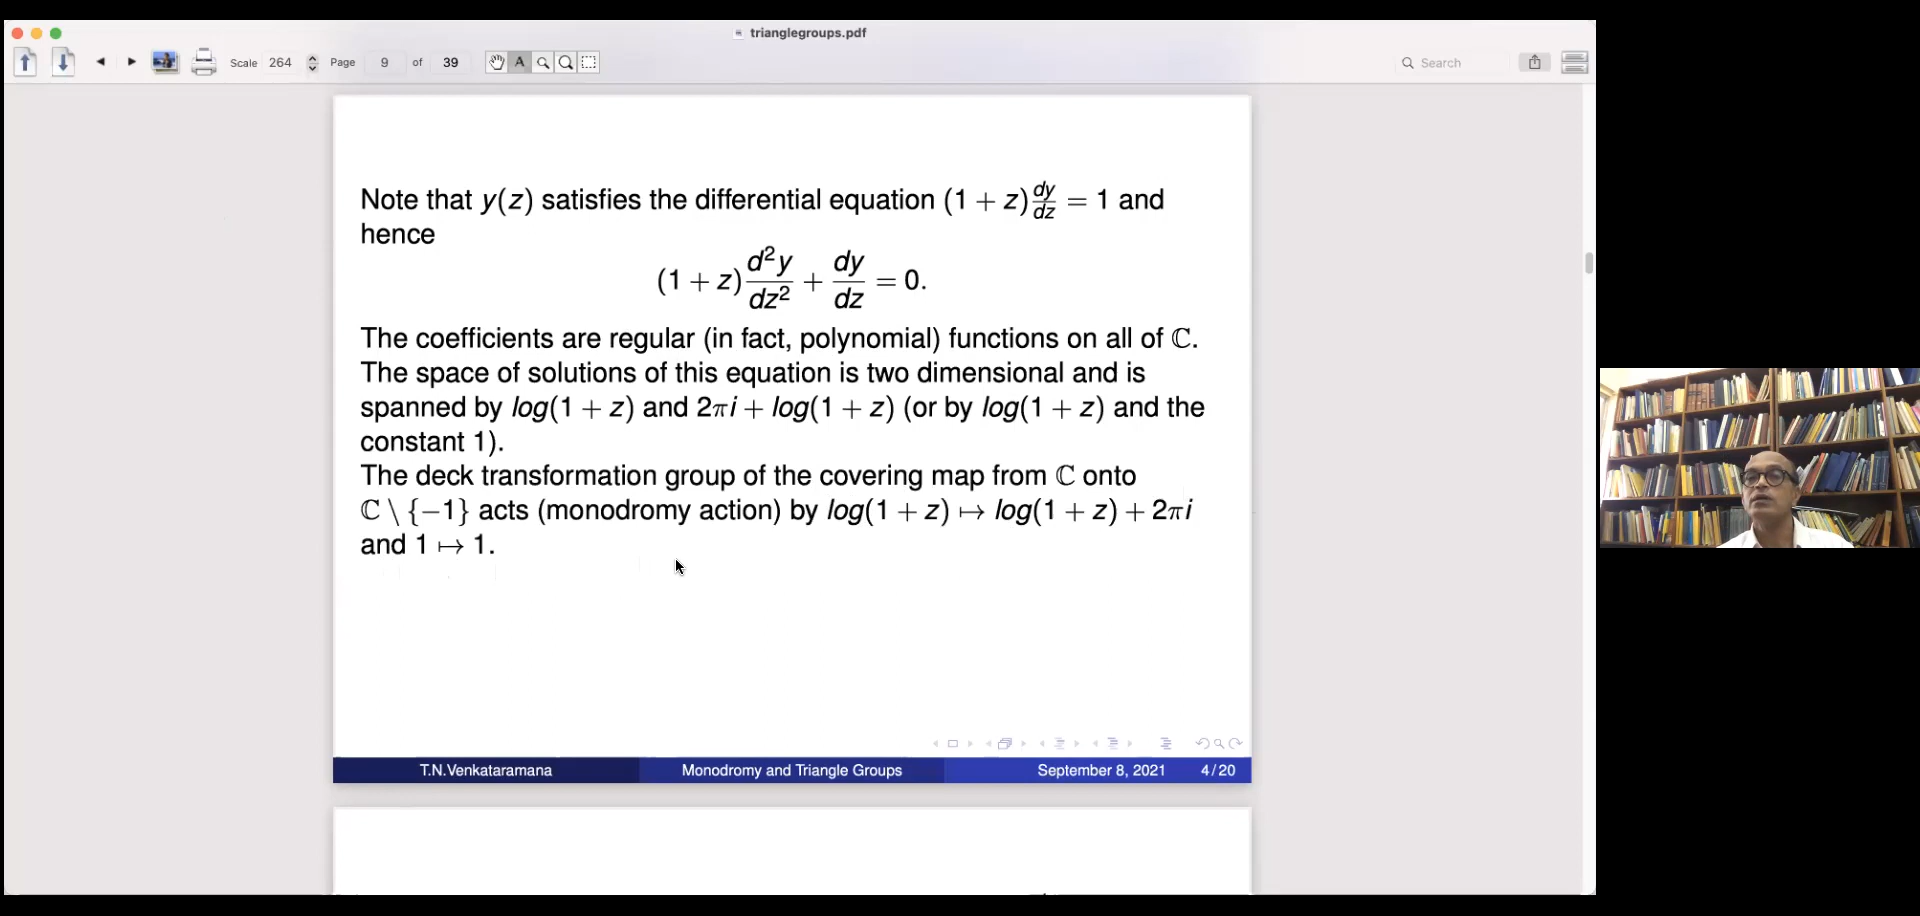 trianglegroups.pdf
Scale 264 Page 9 of 39 A Search
Note that y(z) satisfies the differential equation (1 + z) dy/dz = 1 and
hence
(1 + z) d²y/dz² + dy/dz = 0.
The coefficients are regular (in fact, polynomial) functions on all of ℂ.
The space of solutions of this equation is two dimensional and is
spanned by log(1 + z) and 2πi + log(1 + z) (or by log(1 + z) and the
constant 1).
The deck transformation group of the covering map from ℂ onto
ℂ \ {−1} acts (monodromy action) by log(1 + z) ↦ log(1 + z) + 2πi
and 1 ↦ 1.
T.N.Venkataramana Monodromy and Triangle Groups September 8, 2021 4/20